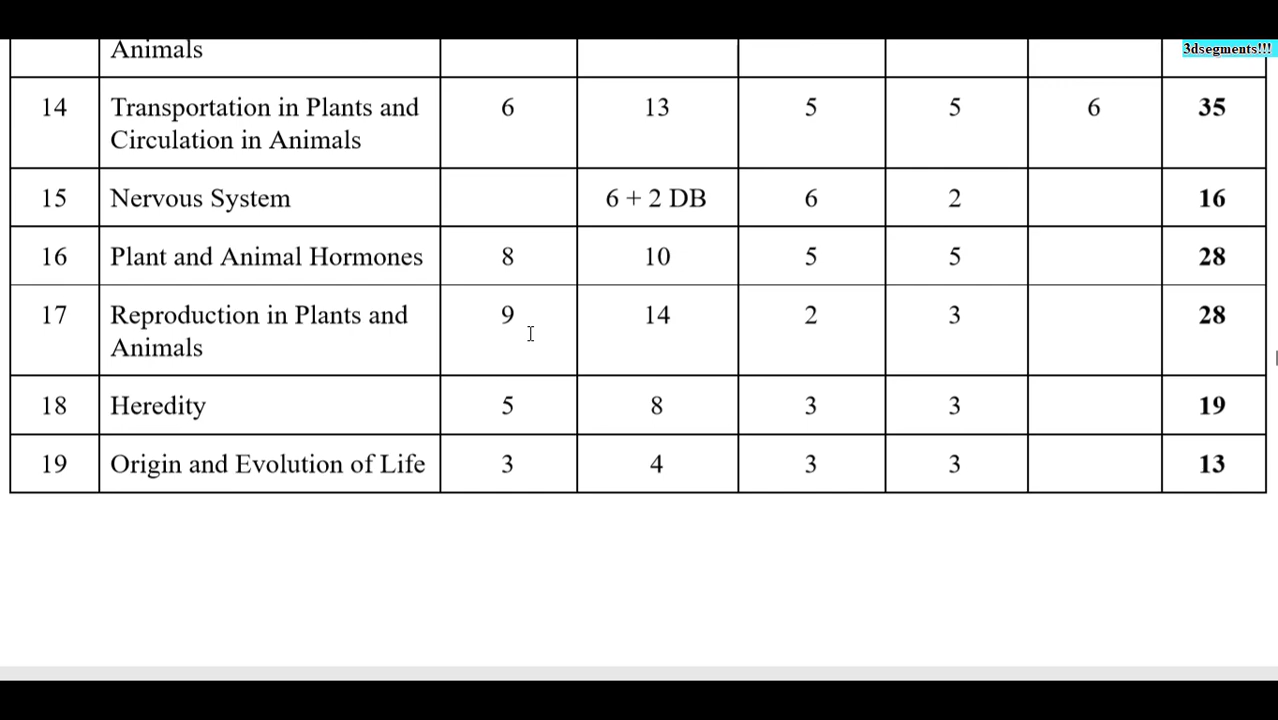 3dsegments!!!
Animals
14 Transportation in Plants and 6 13 5 5 6 35
Circulation in Animals
15 Nervous System 6 + 2 DB 6 2 16
16 Plant and Animal Hormones 8 10 5 5 28
17 Reproduction in Plants and 9 14 2 3 28
Animals
18 Heredity 5 8 3 3 19
19 Origin and Evolution of Life 3 4 3 3 13